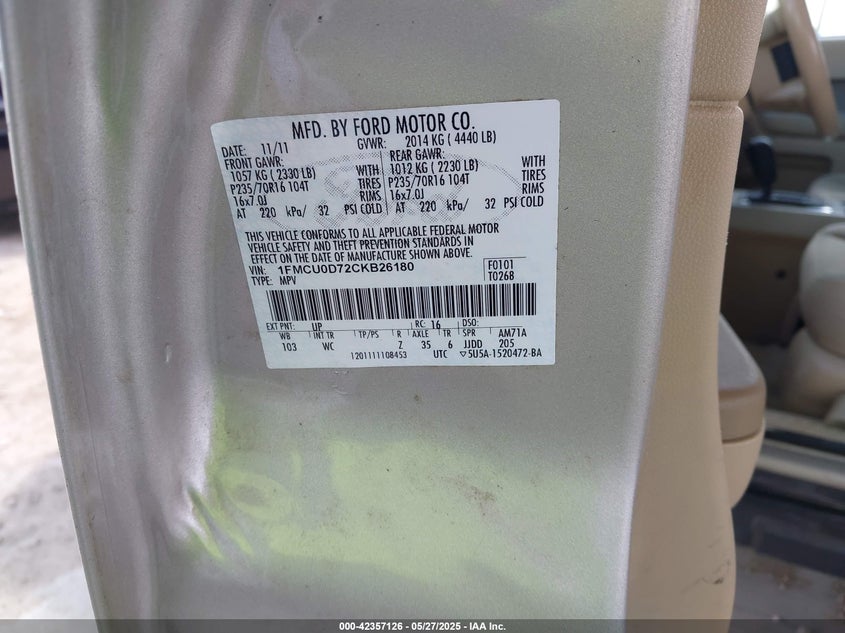 MFD. BY FORD MOTOR CO.
DATE: 11/11 GVWR: 2014 KG ( 4440 LB)
FRONT GAWR: REAR GAWR:
1057 KG ( 2330 LB) WITH 1012 KG ( 2230 LB) WITH
P235/70R16 104T TIRES P235/70R16 104T TIRES
16x7.0J RIMS 16x7.0J RIMS
AT 220 kPa/ 32 PSI COLD AT 220 kPa/ 32 PSI COLD
THIS VEHICLE CONFORMS TO ALL APPLICABLE FEDERAL MOTOR
VEHICLE SAFETY AND THEFT PREVENTION STANDARDS IN
EFFECT ON THE DATE OF MANUFACTURE SHOWN ABOVE.
VIN: 1FMCU0D72CKB26180 F0101
TYPE: MPV T026B
EXT PNT: UP RC: 16 DSO:
WB INT TR TP/PS R AXLE TR SPR AM71A
103 WC Z 35 6 JJDD 205
1201111108453 UTC ▽5U5A-1520472-BA
000-42357126 - 05/27/2025 - IAA Inc.